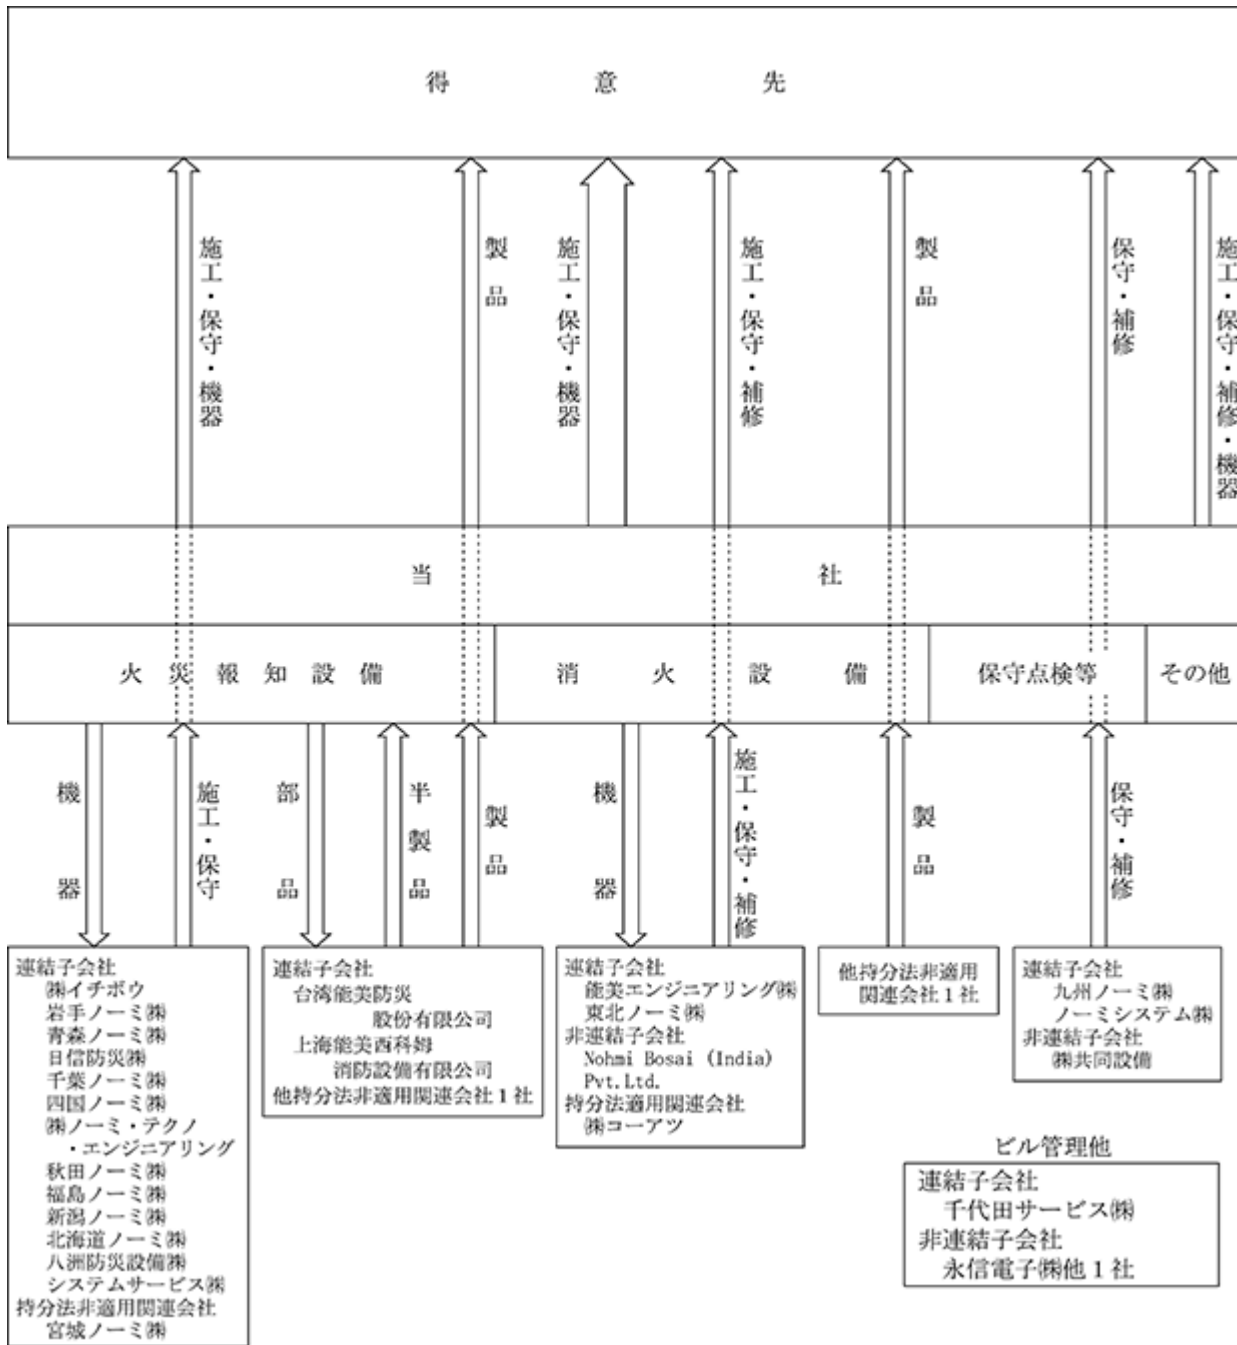 得意先
施工・保守・機器
製品
施工・保守・機器
施工・保守・補修
製品
保守・補修
施工・保守・補修・機器
当社
火災報知設備
消火設備
保守点検等
その他
機器
施工・保守
部品
半製品
製品
機器
施工・保守・補修
製品
保守・補修
連結子会社
㈱イチボウ
岩手ノーミ㈱
青森ノーミ㈱
日信防災㈱
千葉ノーミ㈱
四国ノーミ㈱
㈱ノーミ・テクノ
・エンジニアリング
秋田ノーミ㈱
福島ノーミ㈱
新潟ノーミ㈱
北海道ノーミ㈱
八洲防災設備㈱
システムサービス㈱
持分法非適用関連会社
宮城ノーミ㈱
連結子会社
台湾能美防災
股份有限公司
上海能美西科姆
消防設備有限公司
他持分法非適用関連会社１社
連結子会社
能美エンジニアリング㈱
東北ノーミ㈱
非連結子会社
Nohmi Bosai (India)
Pvt.Ltd.
持分法適用関連会社
㈱コーアツ
他持分法非適用
関連会社１社
連結子会社
九州ノーミ㈱
ノーミシステム㈱
非連結子会社
㈱共同設備
ビル管理他
連結子会社
千代田サービス㈱
非連結子会社
永信電子㈱他１社